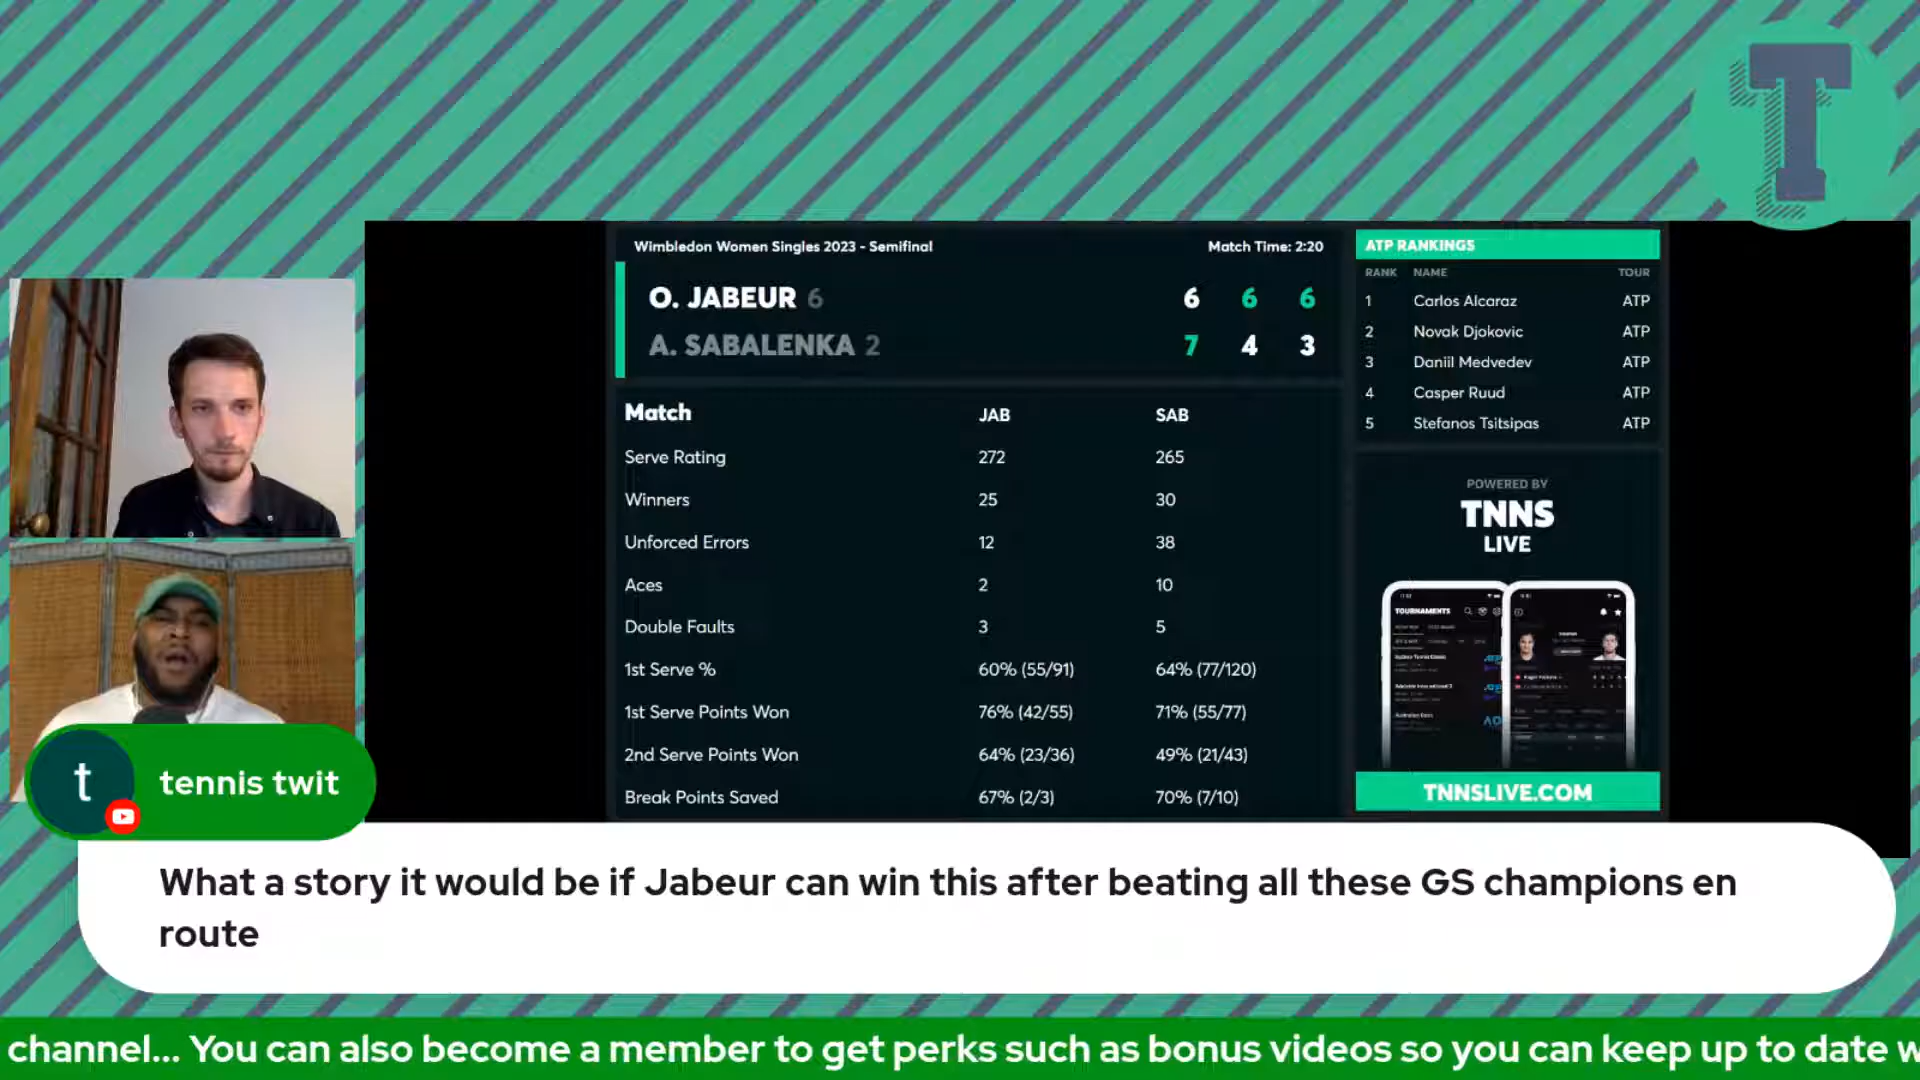 T
Wimbledon Women Singles 2023 - Semifinal
Match Time: 2:20
O. JABEUR 6
6 6 6
A. SABALENKA 2
7 4 3
Match JAB SAB
Serve Rating 272 265
Winners 25 30
Unforced Errors 12 38
Aces 2 10
Double Faults 3 5
1st Serve % 60% (55/91) 64% (77/120)
1st Serve Points Won 76% (42/55) 71% (55/77)
2nd Serve Points Won 64% (23/36) 49% (21/43)
Break Points Saved 67% (2/3) 70% (7/10)
ATP RANKINGS
RANK NAME TOUR
1 Carlos Alcaraz ATP
2 Novak Djokovic ATP
3 Daniil Medvedev ATP
4 Casper Ruud ATP
5 Stefanos Tsitsipas ATP
POWERED BY
TNNS
LIVE
TOURNAMENTS
TNNSLIVE.COM
t
tennis twit
What a story it would be if Jabeur can win this after beating all these GS champions en
route
channel... You can also become a member to get perks such as bonus videos so you can keep up to date w